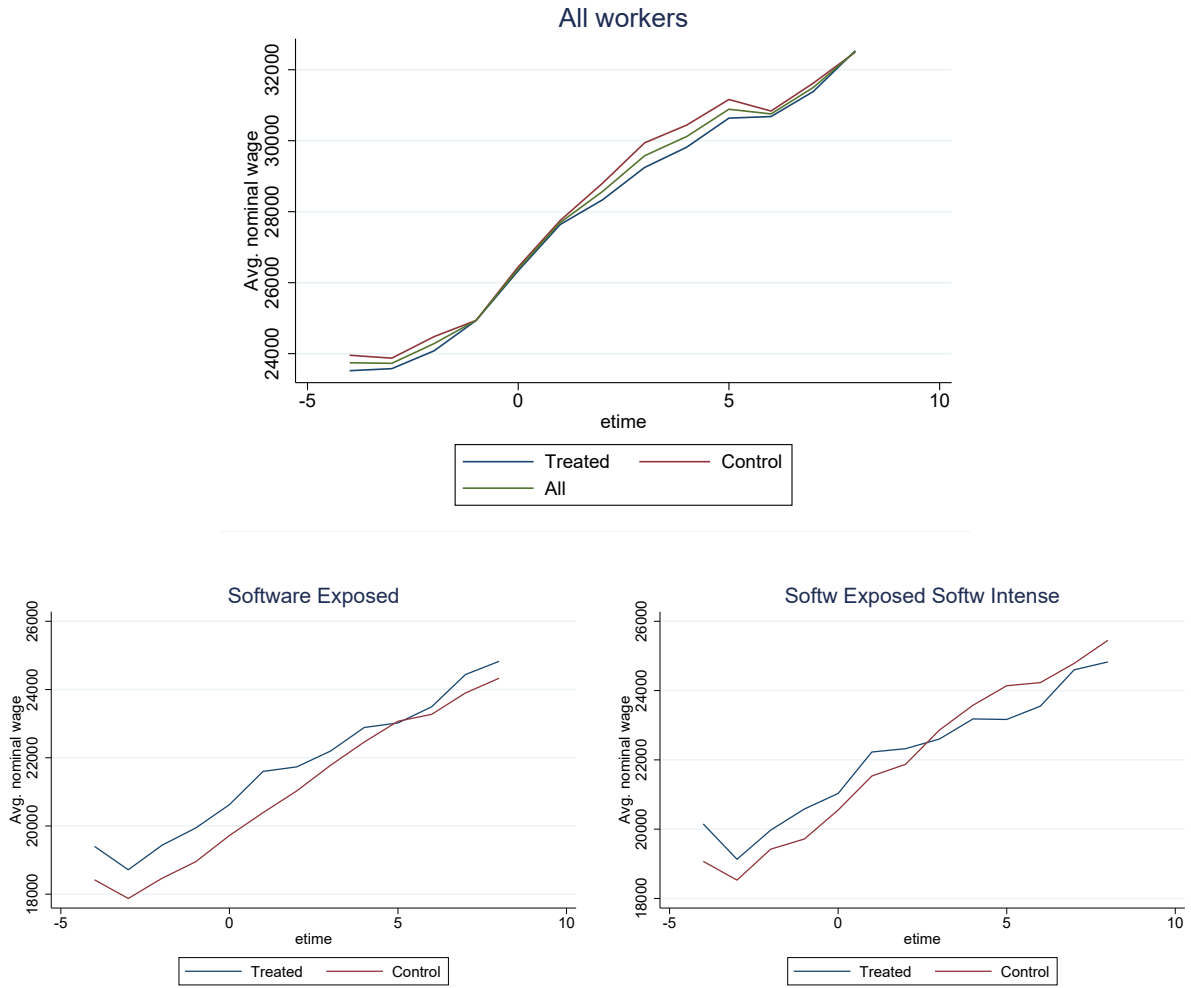 All workers
Avg. nominal wage
32000
30000
28000
26000
24000
-5 0 5 10
etime
Treated Control
All
Software Exposed
Avg. nominal wage
26000
24000
22000
20000
18000
-5 0 5 10
etime
Treated Control
Softw Exposed Softw Intense
Avg. nominal wage
26000
24000
22000
20000
18000
-5 0 5 10
etime
Treated Control